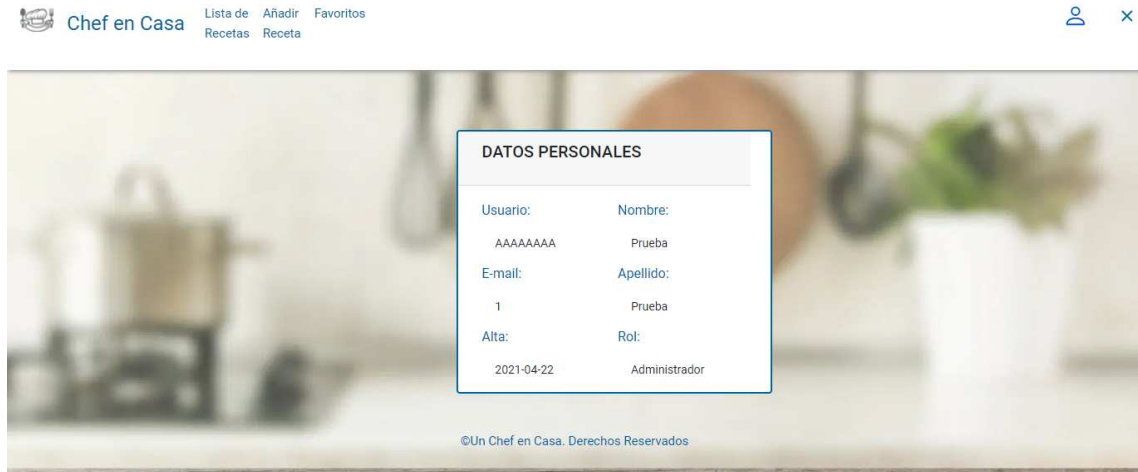 Chef en Casa
Lista de Recetas
Añadir Receta
Favoritos
DATOS PERSONALES
Usuario: Nombre:
AAAAAAAA Prueba
E-mail: Apellido:
1 Prueba
Alta: Rol:
2021-04-22 Administrador
©Un Chef en Casa. Derechos Reservados